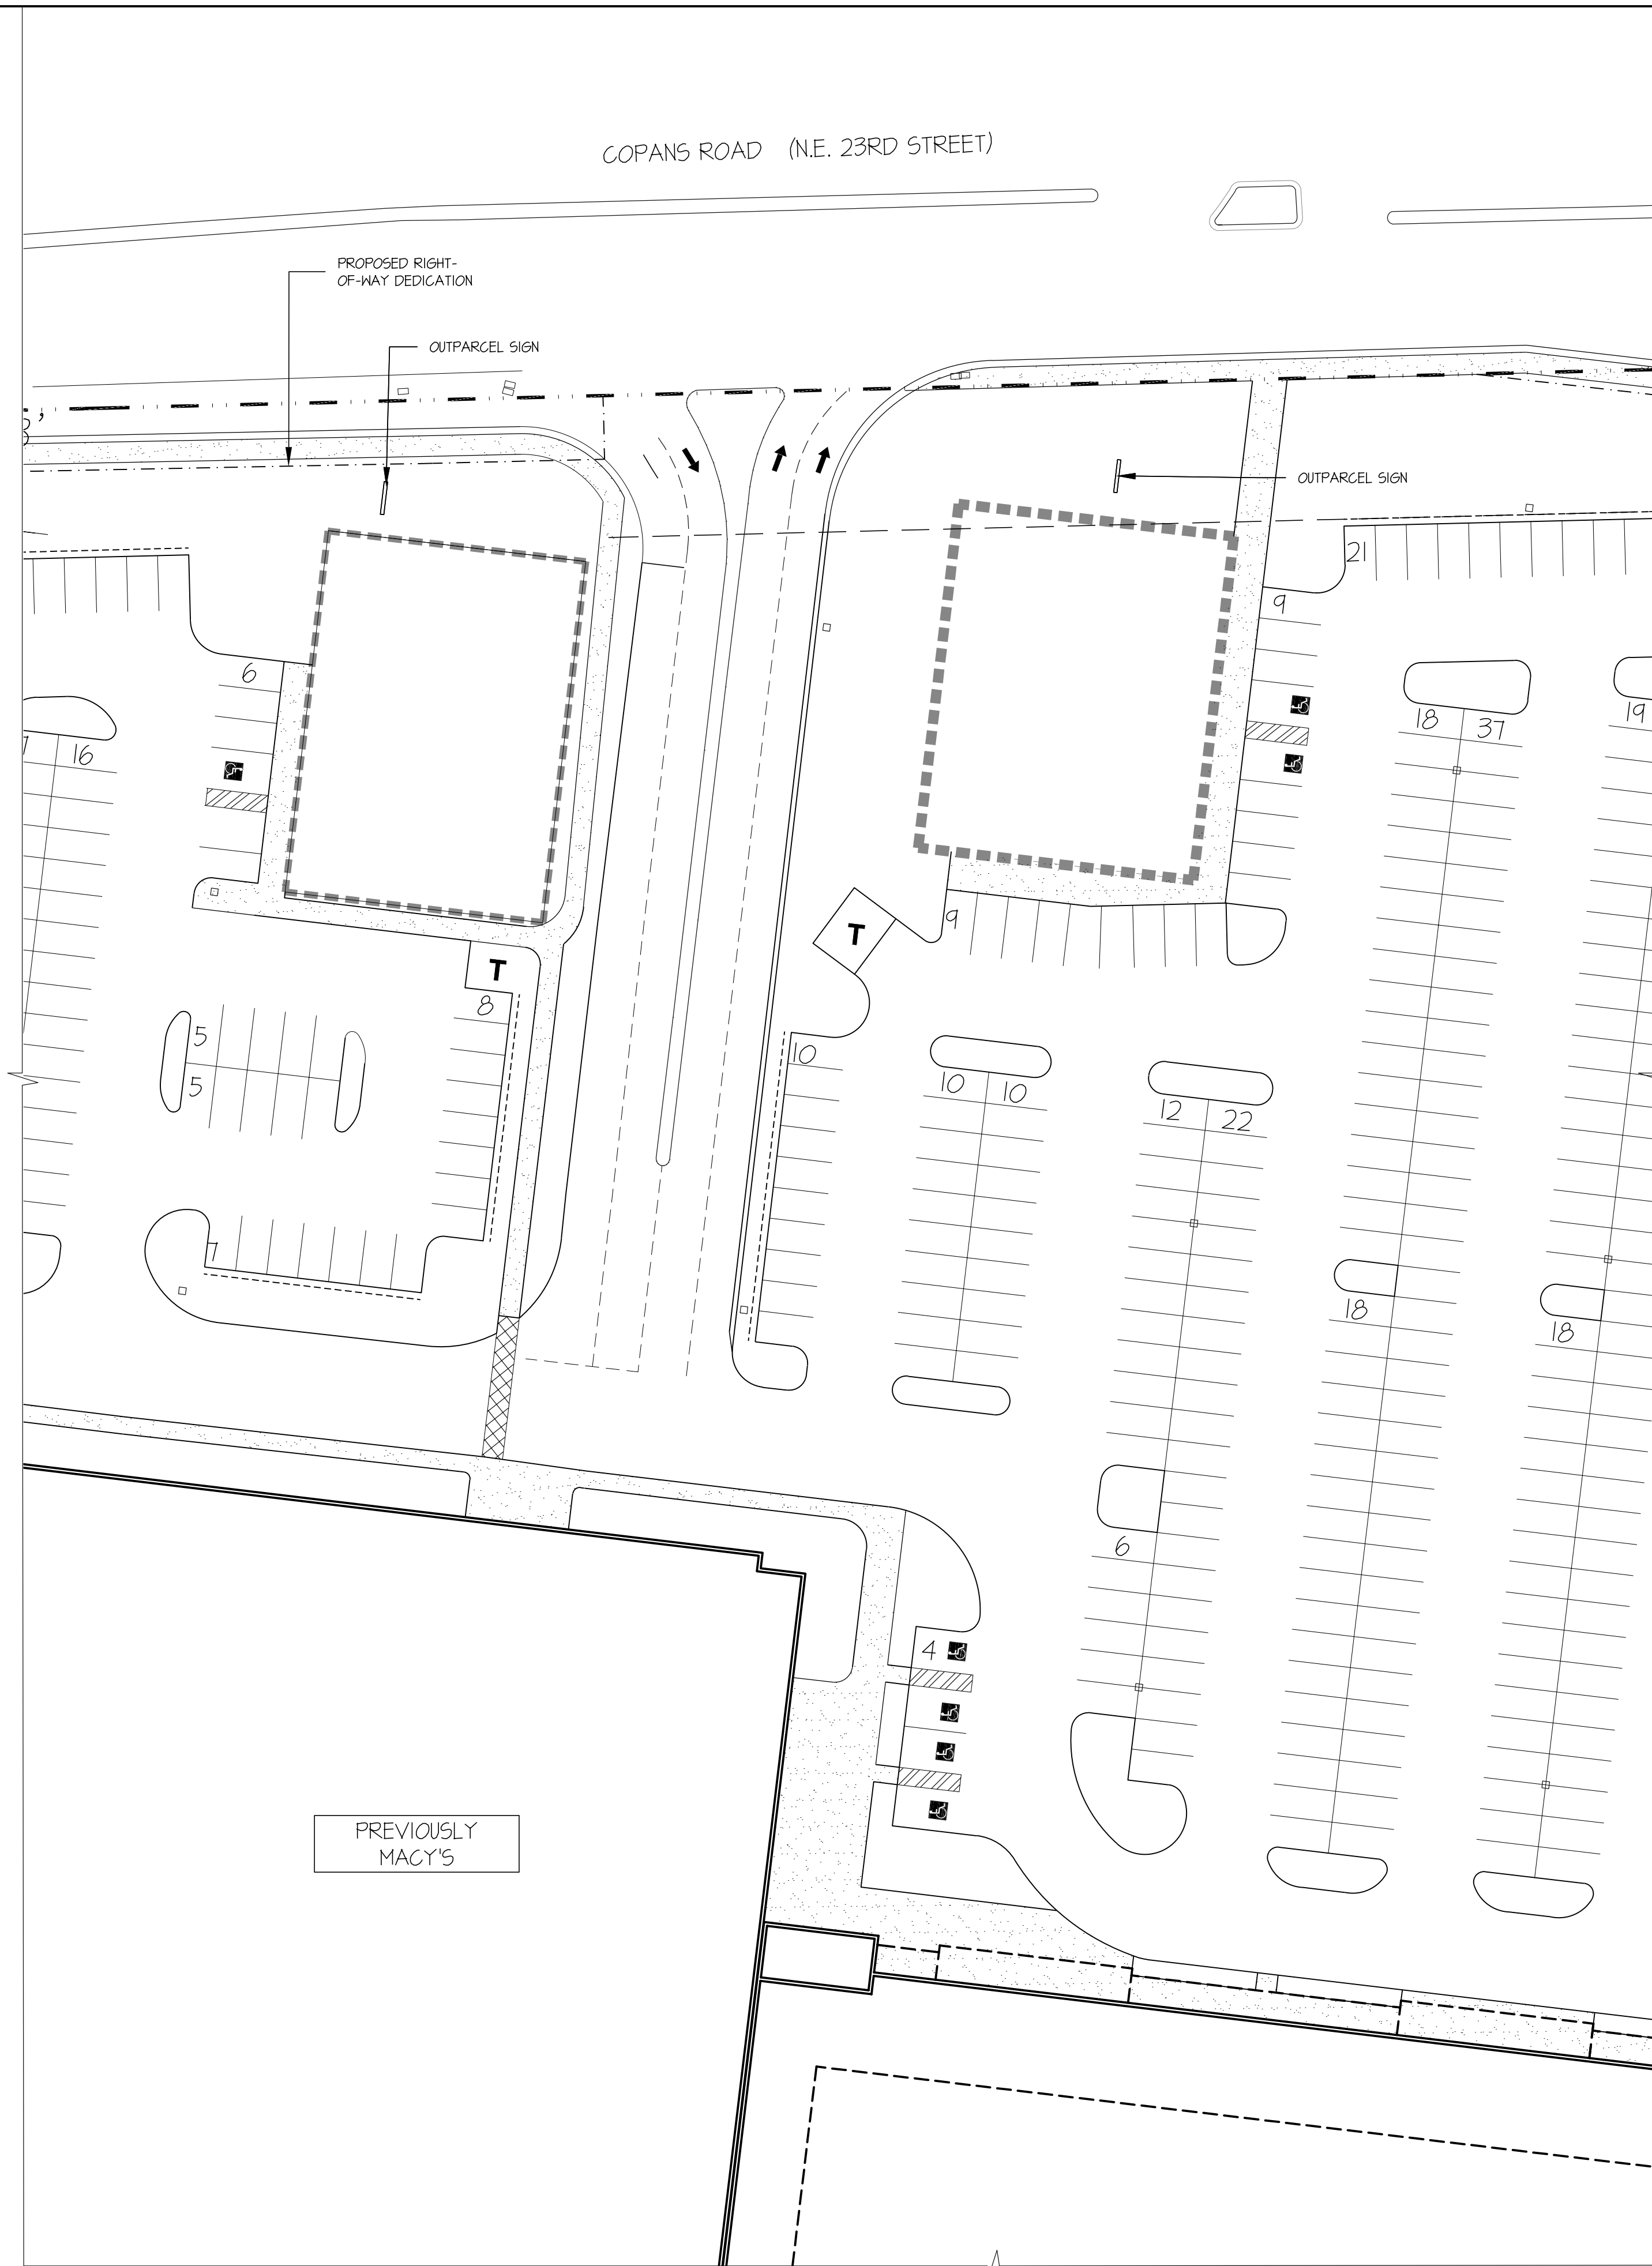 COPANS ROAD (N.E. 23RD STREET)
PROPOSED RIGHT-
OF-WAY DEDICATION
OUTPARCEL SIGN
OUTPARCEL SIGN
21
9
6
18 37
19
16
T
9
T
8
5
5
10
10 10
12 22
7
18
18
6
4
PREVIOUSLY
MACY'S